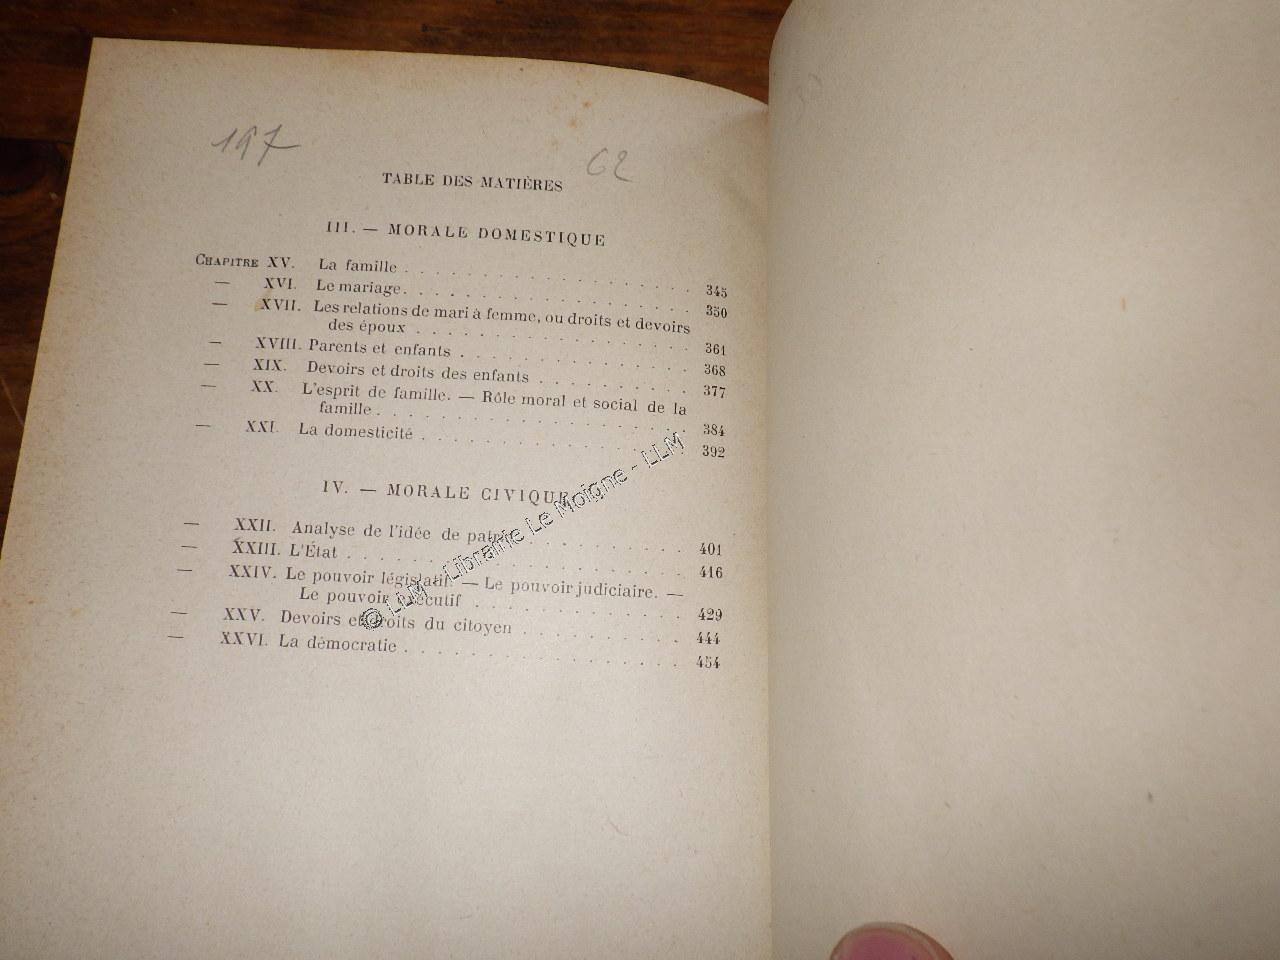 197
62
TABLE DES MATIÈRES
III. — MORALE DOMESTIQUE
CHAPITRE XV. La famille . . . . . . . . . . . . . . . . 345
— XVI. Le mariage . . . . . . . . . . . . . . . . 350
— XVII. Les relations de mari à femme, ou droits et devoirs
des époux . . . . . . . . . . . . . . . 361
— XVIII. Parents et enfants . . . . . . . . . . . . . 368
— XIX. Devoirs et droits des enfants . . . . . . . . . . 377
— XX. L'esprit de famille. — Rôle moral et social de la
famille . . . . . . . . . . . . . . . . . 384
— XXI. La domesticité . . . . . . . . . . . . . . . 392
IV. — MORALE CIVIQUE
— XXII. Analyse de l'idée de patrie . . . . . . . . . . 401
— XXIII. L'État . . . . . . . . . . . . . . . . . 416
— XXIV. Le pouvoir législatif. — Le pouvoir judiciaire. —
Le pouvoir exécutif . . . . . . . . . . . 429
— XXV. Devoirs et droits du citoyen . . . . . . . . . . 444
— XXVI. La démocratie . . . . . . . . . . . . . . . 454
© LLM - Librairie Le Moigne - LLM